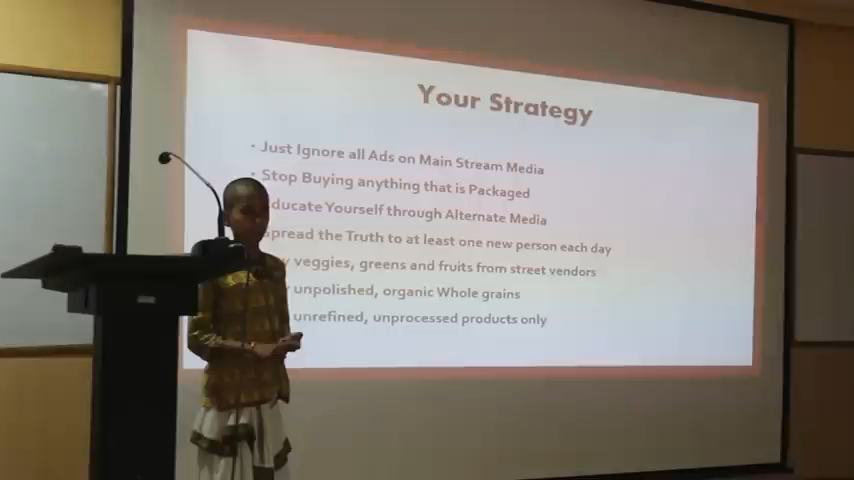 Your Strategy
• Just Ignore all Ads on Main Stream Media
• Stop Buying anything that is Packaged
ducate Yourself through Alternate Media
pread the Truth to at least one new person each day
veggies, greens and fruits from street vendors
unpolished, organic Whole grains
unrefined, unprocessed products only